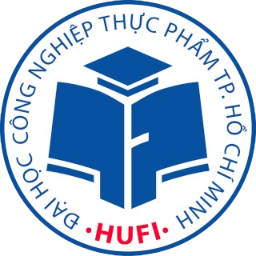 ĐẠI HỌC CÔNG NGHIỆP THỰC PHẨM TP. HỒ CHÍ MINH
·HUFI·